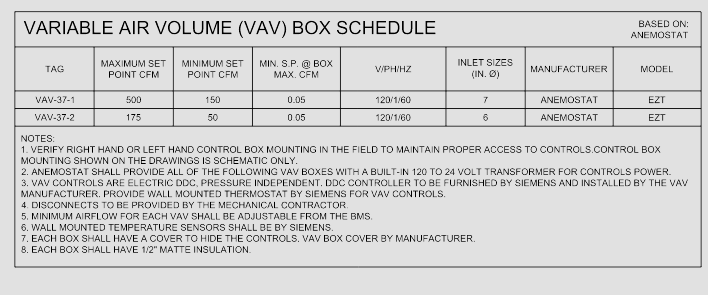 VARIABLE AIR VOLUME (VAV) BOX SCHEDULE
BASED ON:
ANEMOSTAT
TAG
MAXIMUM SET
POINT CFM
MINIMUM SET
POINT CFM
MIN. S.P. @ BOX
MAX. CFM
V/PH/HZ
INLET SIZES
(IN. Ø)
MANUFACTURER
MODEL
VAV-37-1 500 150 0.05 120/1/60 7 ANEMOSTAT EZT
VAV-37-2 175 50 0.05 120/1/60 6 ANEMOSTAT EZT
NOTES:
1. VERIFY RIGHT HAND OR LEFT HAND CONTROL BOX MOUNTING IN THE FIELD TO MAINTAIN PROPER ACCESS TO CONTROLS.CONTROL BOX
MOUNTING SHOWN ON THE DRAWINGS IS SCHEMATIC ONLY.
2. ANEMOSTAT SHALL PROVIDE ALL OF THE FOLLOWING VAV BOXES WITH A BUILT-IN 120 TO 24 VOLT TRANSFORMER FOR CONTROLS POWER.
3. VAV CONTROLS ARE ELECTRIC DDC, PRESSURE INDEPENDENT. DDC CONTROLLER TO BE FURNISHED BY SIEMENS AND INSTALLED BY THE VAV
MANUFACTURER. PROVIDE WALL MOUNTED THERMOSTAT BY SIEMENS FOR VAV CONTROLS.
4. DISCONNECTS TO BE PROVIDED BY THE MECHANICAL CONTRACTOR.
5. MINIMUM AIRFLOW FOR EACH VAV SHALL BE ADJUSTABLE FROM THE BMS.
6. WALL MOUNTED TEMPERATURE SENSORS SHALL BE BY SIEMENS.
7. EACH BOX SHALL HAVE A COVER TO HIDE THE CONTROLS. VAV BOX COVER BY MANUFACTURER.
8. EACH BOX SHALL HAVE 1/2" MATTE INSULATION.